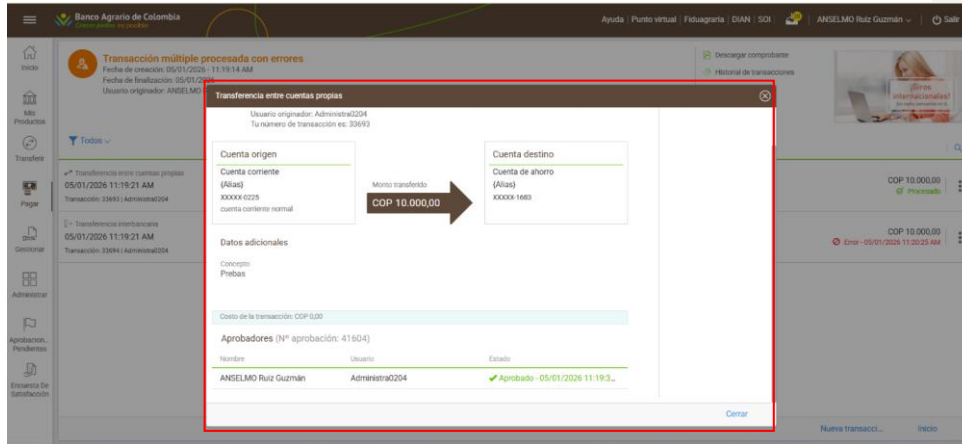 Banco Agrario de Colombia
Ayuda | Punto virtual | Fiduagraria | DIAN | SOI
ANSELMO Ruiz Guzmán
Salir
Inicio
Mis
Productos
Transferir
Pagar
Gestionar
Administrar
Aprobacion...
Pendientes
Encuesta De
Satisfacción
Transacción múltiple procesada con errores
Fecha de creación: 05/01/2026 - 11:19:14 AM
Fecha de finalización: 05/01/2026
Usuario originador: ANSELMO
Descargar comprobante
Historial de transacciones
¡Giros
internacionales!
Todos
Transferencia entre cuentas propias
05/01/2026 11:19:21 AM
Transacción: 33693 | Administra0204
COP 10.000,00
Procesado
Transferencia interbancaria
05/01/2026 11:19:21 AM
Transacción: 33694 | Administra0204
COP 10.000,00
Error - 05/01/2026 11:20:25 AM
Transferencia entre cuentas propias
Usuario originador: Administra0204
Tu número de transacción es: 33693
Cuenta origen
Cuenta corriente
{Alias}
XXXXX-0225
cuenta corriente normal
Monto transferido
COP 10.000,00
Cuenta destino
Cuenta de ahorro
{Alias}
XXXXX-1683
Datos adicionales
Concepto
Prebas
Costo de la transacción: COP 0,00
Aprobadores (Nº aprobación: 41604)
Nombre Usuario Estado
ANSELMO Ruiz Guzmán Administra0204 Aprobado - 05/01/2026 11:19:3...
Cerrar
Nueva transacci... Inicio